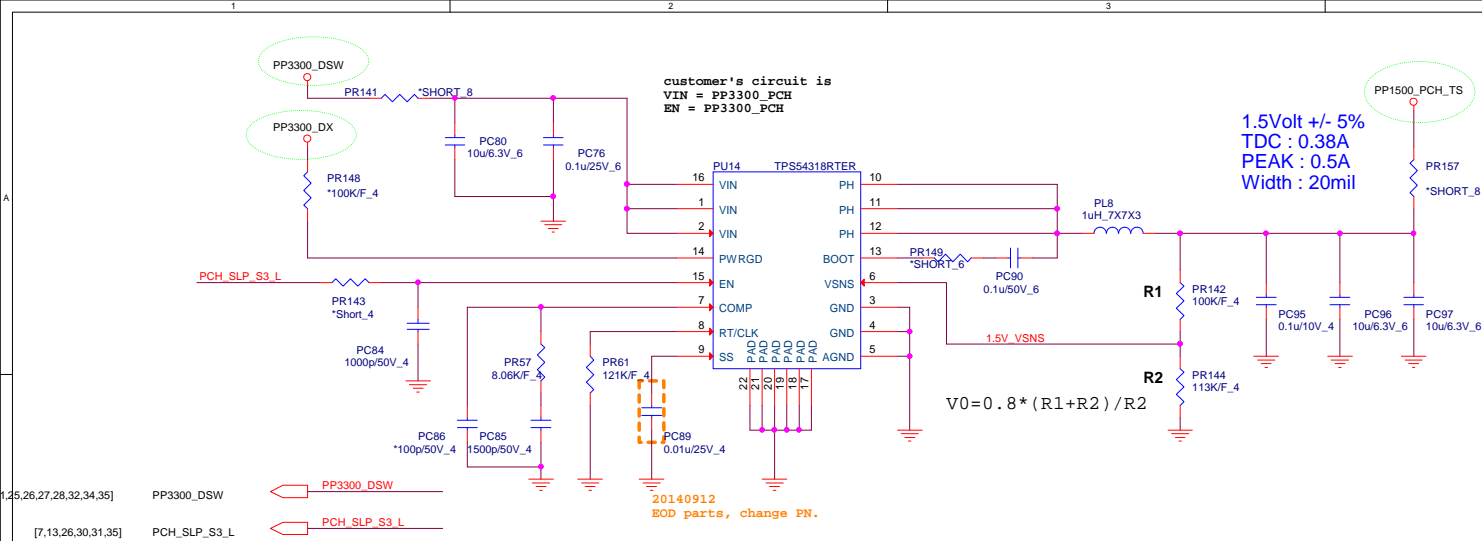 1
2
3
A
PP3300_DSW
PR141
*SHORT_8
PC80
10u/6.3V_6
PC76
0.1u/25V_6
PP3300_DX
PR148
*100K/F_4
customer's circuit is
VIN = PP3300_PCH
EN = PP3300_PCH
PU14
TPS54318RTER
16
VIN
1
VIN
2
VIN
14
PWRGD
15
EN
7
COMP
8
RT/CLK
9
SS
10
PH
11
PH
12
PH
13
BOOT
6
VSNS
3
GND
4
GND
5
AGND
PAD
PAD
PAD
PAD
PAD
PAD
22
21
20
19
18
17
PCH_SLP_S3_L
PR143
*Short_4
PC84
1000p/50V_4
PR57
8.06K/F_4
PR61
121K/F_4
PC86
*100p/50V_4
PC85
1500p/50V_4
PC89
0.01u/25V_4
20140912
EOD parts, change PN.
PL8
1uH_7X7X3
PR149
*SHORT_6
PC90
0.1u/50V_6
1.5V_VSNS
R1
PR142
100K/F_4
R2
PR144
113K/F_4
V0=0.8*(R1+R2)/R2
1.5Volt +/- 5%
TDC : 0.38A
PEAK : 0.5A
Width : 20mil
PP1500_PCH_TS
PR157
*SHORT_8
PC95
0.1u/10V_4
PC96
10u/6.3V_6
PC97
10u/6.3V_6
1,25,26,27,28,32,34,35]
PP3300_DSW
PP3300_DSW
[7,13,26,30,31,35]
PCH_SLP_S3_L
PCH_SLP_S3_L